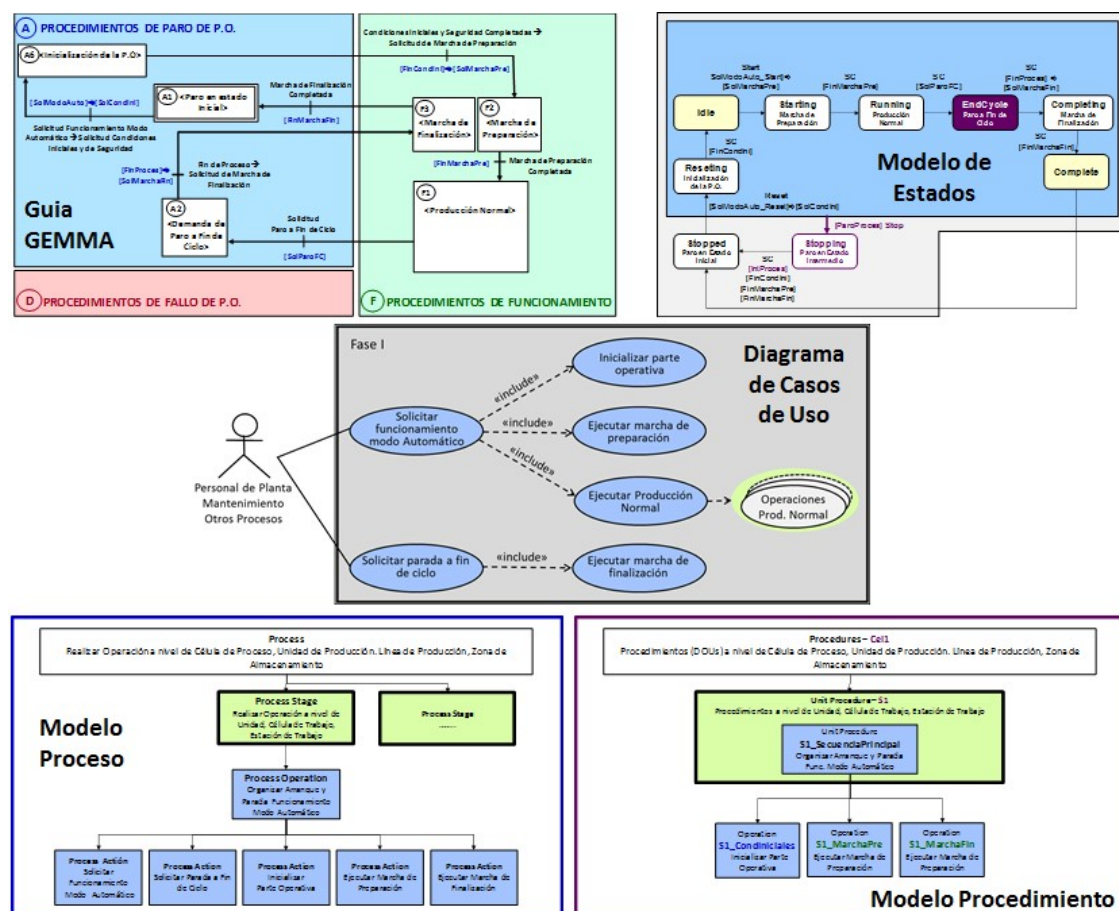 A PROCEDIMIENTOS DE PARO DE P.O.
A6 <Inicialización de la P.O>
Condiciones Iniciales y Seguridad Completadas →
Solicitud de Marcha de Preparación
[FinCondIni]→[SolMarchaPre]
A1 <Paro en estado
Inicial>
Marcha de Finalización
Completada
[FinMarchaFin]
[SolModoAuto]→[SolCondini]
Solicitud Funcionamiento Modo
Automático → Solicitud Condiciones
Iniciales y de Seguridad
F3
<Marcha de
Finalización>
F2
<Marcha de
Preparación>
[FinProces]→
[SolMarchaFin]
Fin de Proceso →
Solicitud de Marcha de
Finalización
[FinMarchaPre]
Marcha de Preparación
Completada
Guia
GEMMA
A2
<Demanda de
Paro a Fin de
Ciclo>
Solicitud
Paro a Fin de Ciclo
[SolParoFC]
F1
<Producción Normal>
D PROCEDIMIENTOS DE FALLO DE P.O.
F PROCEDIMIENTOS DE FUNCIONAMIENTO
Start
SolModoAuto_Start]→
[SolMarchaPre]
SC
[FinMarchaPre]
SC
[SolParoFC]
SC
[FinProces]→
[SolMarchaFin]
Idle
Starting
Marcha de
Preparación
Running
Producción
Normal
EndCycle
Paro a Fin de
Ciclo
Completing
Marcha de
Finalización
SC
[FinCondini]
SC
[FinMarchaFin]
Reseting
Inicialización
de la P.O.
Modelo de
Estados
Complete
Reset
[SolModoAuto_Reset]→[SolCondini]
[ParoProces] Stop
Stopped
Paro en Estado
Inicial
Stopping
Paro en Estado
Intermedio
SC
[IniProces]
[FinCondini]
[FinMarchaPre]
[FinMarchaFin]
Fase I
Diagrama
de Casos
de Uso
Inicializar parte
operativa
«include»
Solicitar
funcionamiento
modo Automático
«include»
Ejecutar marcha de
preparación
«include»
Personal de Planta
Mantenimiento
Otros Procesos
Ejecutar Producción
Normal
Operaciones
Prod. Normal
Solicitar parada a fin
de ciclo
«include»
Ejecutar marcha de
finalización
Process
Realizar Operación a nivel de Célula de Proceso, Unidad de Producción. Línea de Producción, Zona de
Almacenamiento
Process Stage
Realizar Operación a nivel de
Unidad, Célula de Trabajo,
Estación de Trabajo
Process Stage
.......
Modelo
Proceso
Process Operation
Organizar Arranque y
Parada Funcionamiento
Modo Automático
Process Actión
Solicitar
Funcionamiento
Modo Automático
Process Action
Solicitar Parada a Fin
de Ciclo
Process Action
Inicializar
Parte Operativa
Process Action
Ejecutar Marcha de
Preparación
Process Action
Ejecutar Marcha de
Finalización
Procedures – Cel1
Procedimientos (DOUs) a nivel de Célula de Proceso, Unidad de Producción. Línea de Producción, Zona de
Almacenamiento
Unit Procedure – S1
Procedimientos a nivel de Unidad, Célula de Trabajo, Estación de Trabajo
Unit Procedure
S1_SecuenciaPrincipal
Organizar Arranque y Parada
Func. Modo Automático
Operation
S1_CondIniciales
Inicializar Parte
Operativa
Operation
S1_MarchaPre
Ejecutar Marcha de
Preparación
Operation
S1_MarchaFin
Ejecutar Marcha de
Preparación
Modelo Procedimiento